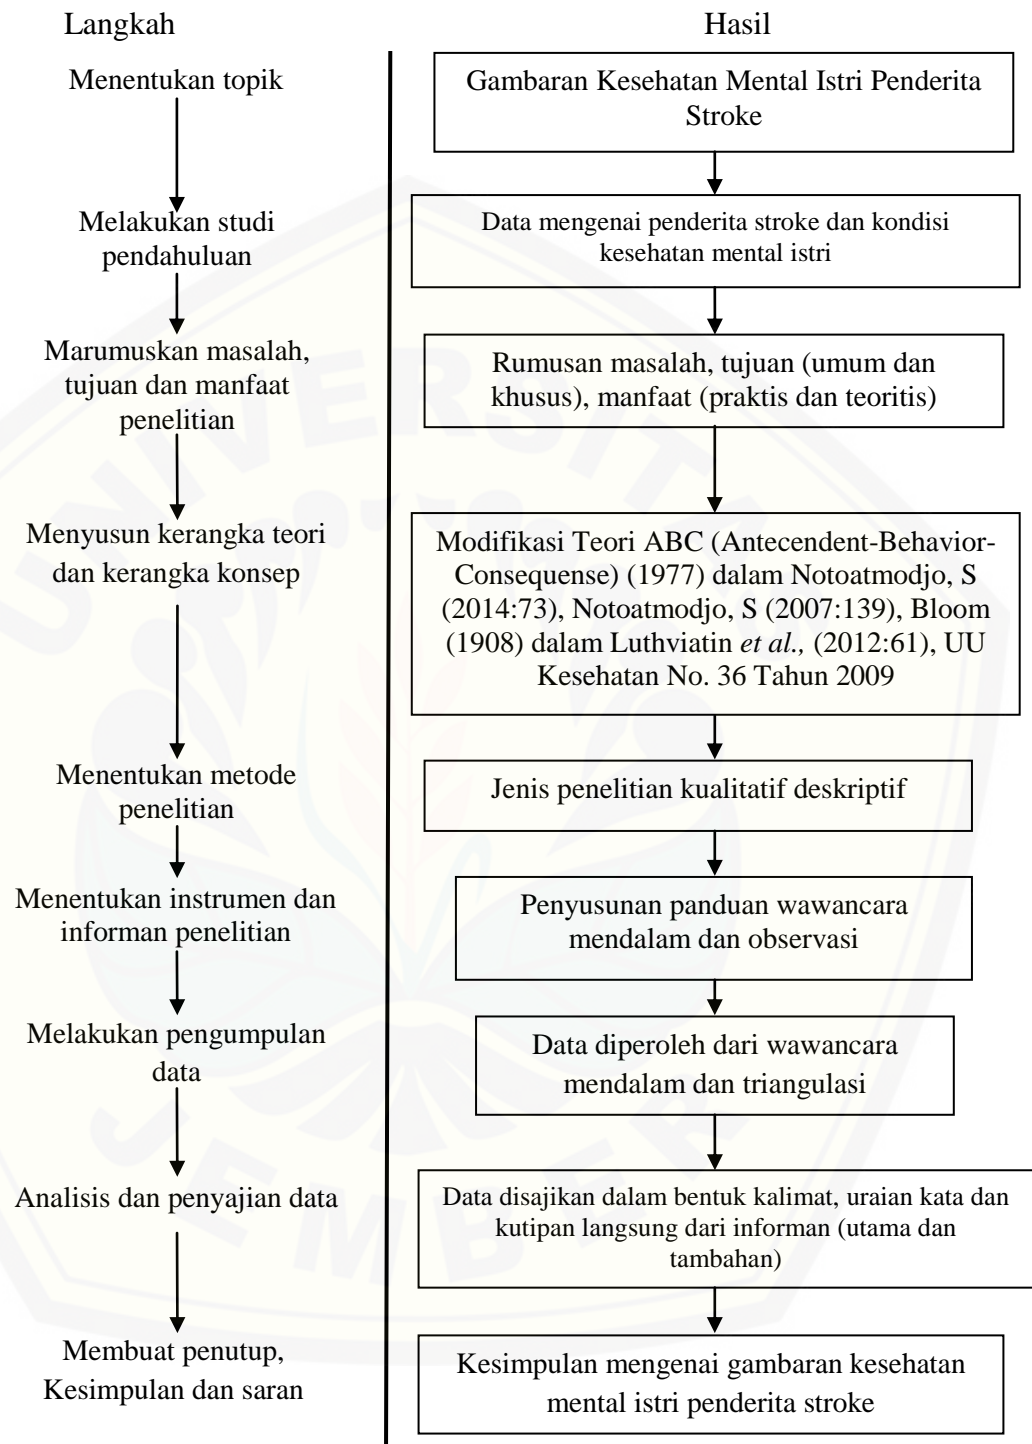 Langkah
Hasil
Menentukan topik
Gambaran Kesehatan Mental Istri Penderita
Stroke
Melakukan studi
pendahuluan
Data mengenai penderita stroke dan kondisi
kesehatan mental istri
Marumuskan masalah,
tujuan dan manfaat
penelitian
Rumusan masalah, tujuan (umum dan
khusus), manfaat (praktis dan teoritis)
Menyusun kerangka teori
dan kerangka konsep
Modifikasi Teori ABC (Antecendent-Behavior-
Consequense) (1977) dalam Notoatmodjo, S
(2014:73), Notoatmodjo, S (2007:139), Bloom
(1908) dalam Luthviatin et al., (2012:61), UU
Kesehatan No. 36 Tahun 2009
Menentukan metode
penelitian
Jenis penelitian kualitatif deskriptif
Menentukan instrumen dan
informan penelitian
Penyusunan panduan wawancara
mendalam dan observasi
Melakukan pengumpulan
data
Data diperoleh dari wawancara
mendalam dan triangulasi
Analisis dan penyajian data
Data disajikan dalam bentuk kalimat, uraian kata dan
kutipan langsung dari informan (utama dan
tambahan)
Membuat penutup,
Kesimpulan dan saran
Kesimpulan mengenai gambaran kesehatan
mental istri penderita stroke
UNIVERSITAS
JEMBER